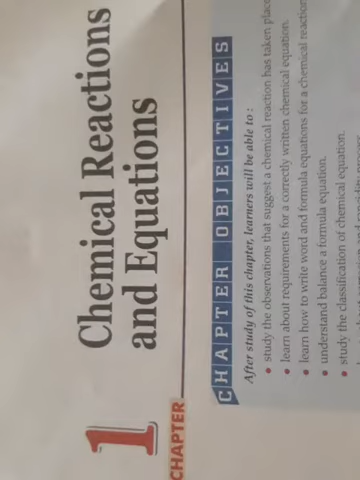 1
Chemical Reactions
and Equations
CHAPTER
CHAPTER OBJECTIVES
After study of this chapter, learners will be able to :
• study the observations that suggest a chemical reaction has taken place
• learn about requirements for a correctly written chemical equation.
• learn how to write word and formula equations for a chemical reaction
• understand balance a formula equation.
• study the classification of chemical equation.